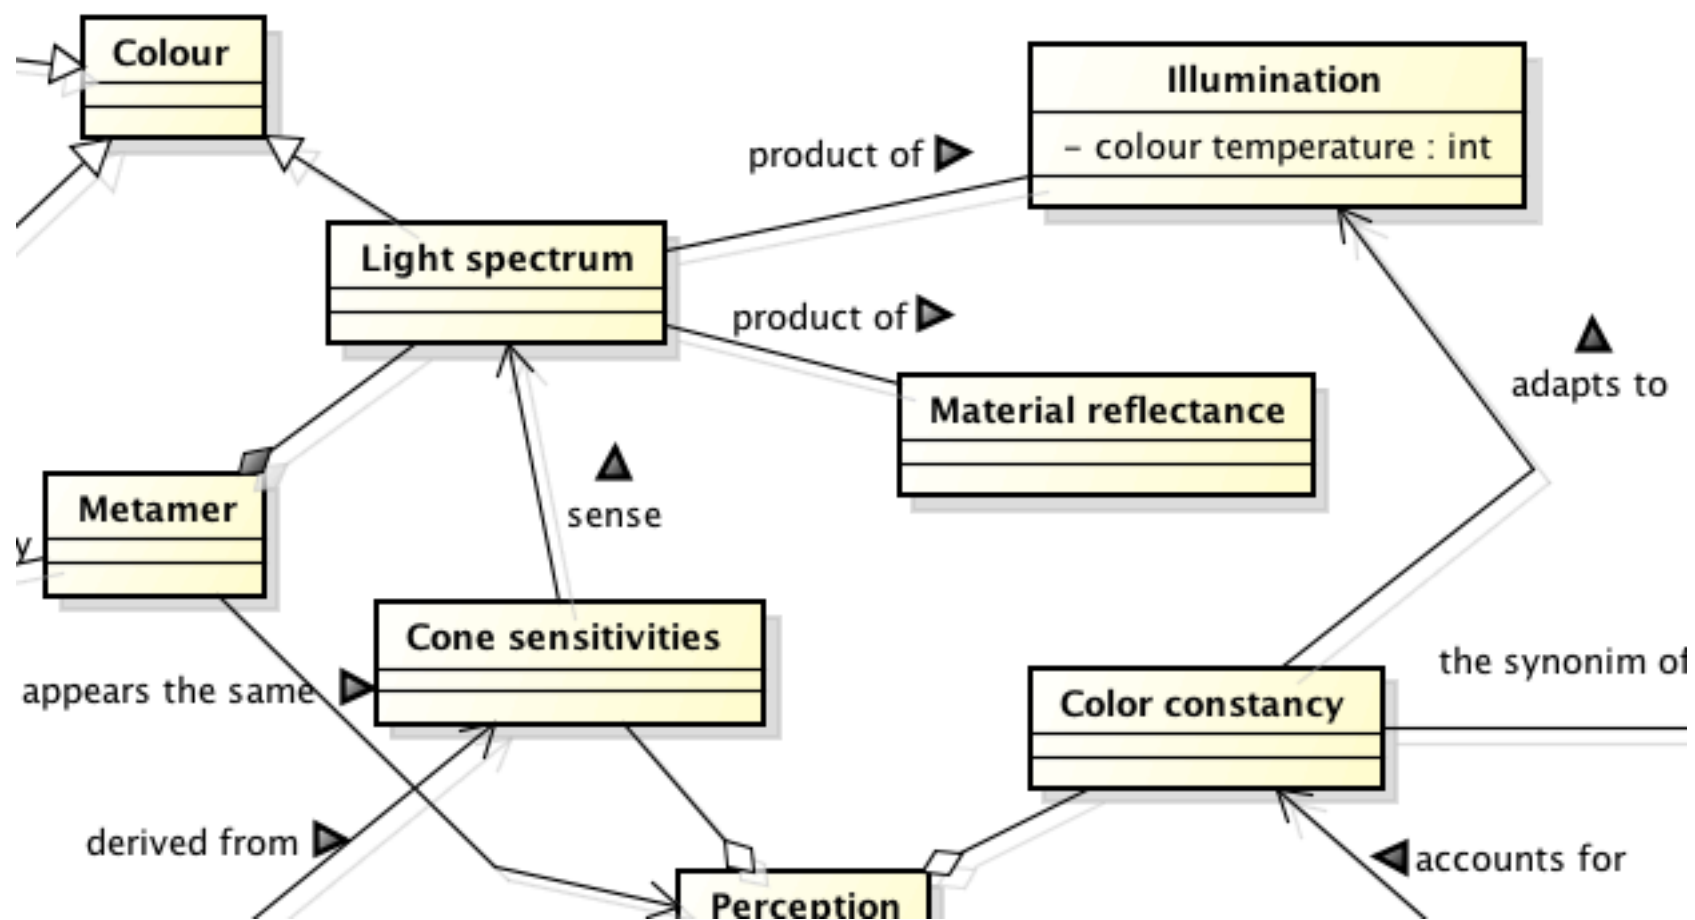 Colour
Illumination
- colour temperature : int
product of
Light spectrum
product of
adapts to
Material reflectance
sense
Metamer
y
Cone sensitivities
the synonim of
appears the same
Color constancy
derived from
accounts for
Perception